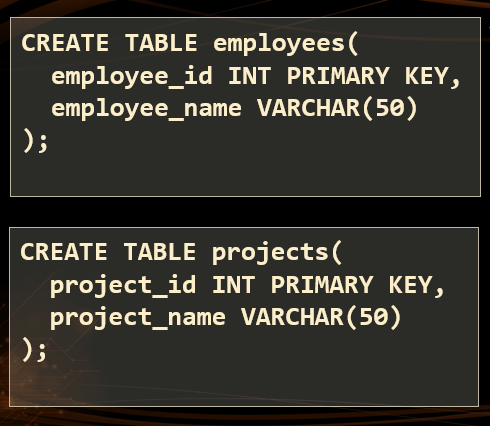 CREATE TABLE employees(
  employee_id INT PRIMARY KEY,
  employee_name VARCHAR(50)
);
CREATE TABLE projects(
  project_id INT PRIMARY KEY,
  project_name VARCHAR(50)
);